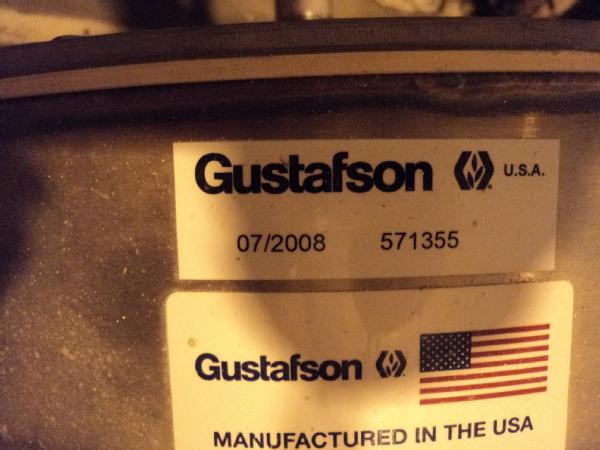 Gustafson U.S.A.
07/2008 571355
Gustafson
MANUFACTURED IN THE USA